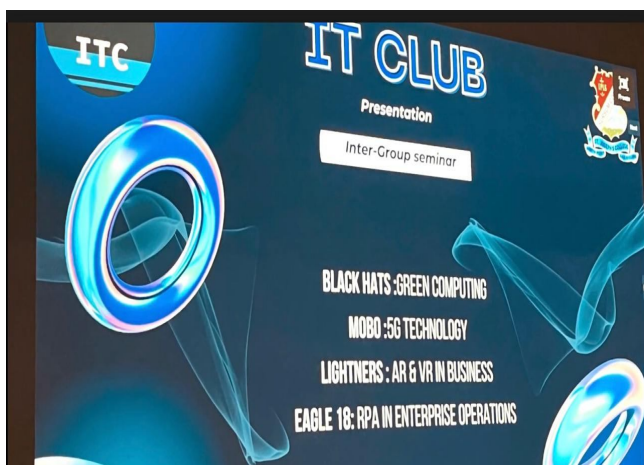 ITC
IT CLUB
Presentation
Inter-Group seminar
BLACK HATS :GREEN COMPUTING
MOBO :5G TECHNOLOGY
LIGHTNERS : AR & VR IN BUSINESS
EAGLE 18: RPA IN ENTERPRISE OPERATIONS